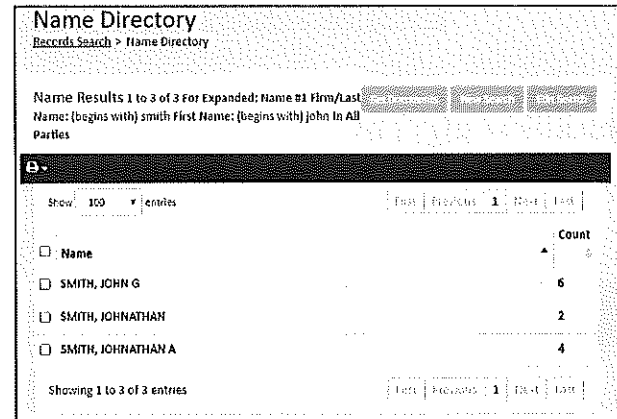 Name Directory
Records Search > Name Directory
Name Results 1 to 3 of 3 For Expanded: Name #1 Firm/Last
Name: (begins with) smith First Name: (begins with) john In All
Parties
Show 100 entries
First Previous 1 Next Last
Count
Name
SMITH, JOHN G 6
SMITH, JOHNATHAN 2
SMITH, JOHNATHAN A 4
Showing 1 to 3 of 3 entries
First Previous 1 Next Last